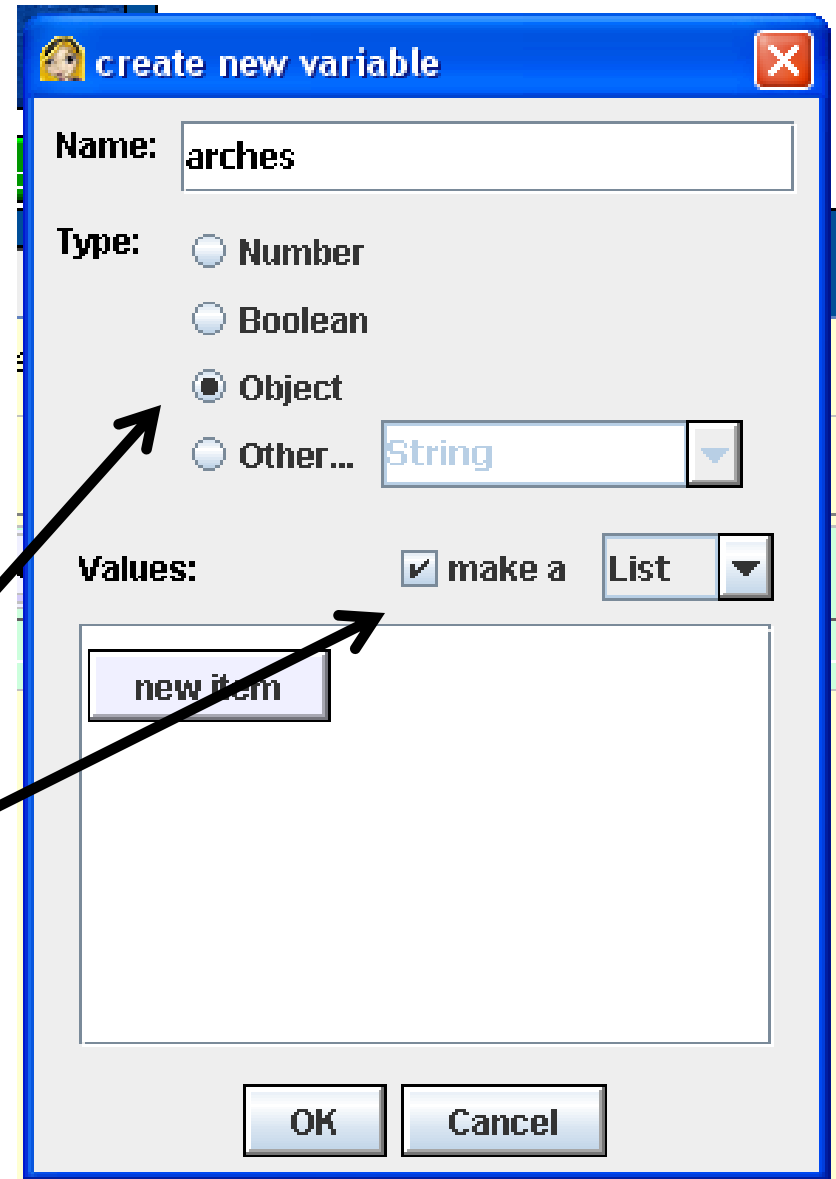 create new variable
Name: arches
Type: Number
Boolean
Object
Other... String
Values: make a List
new item
OK Cancel